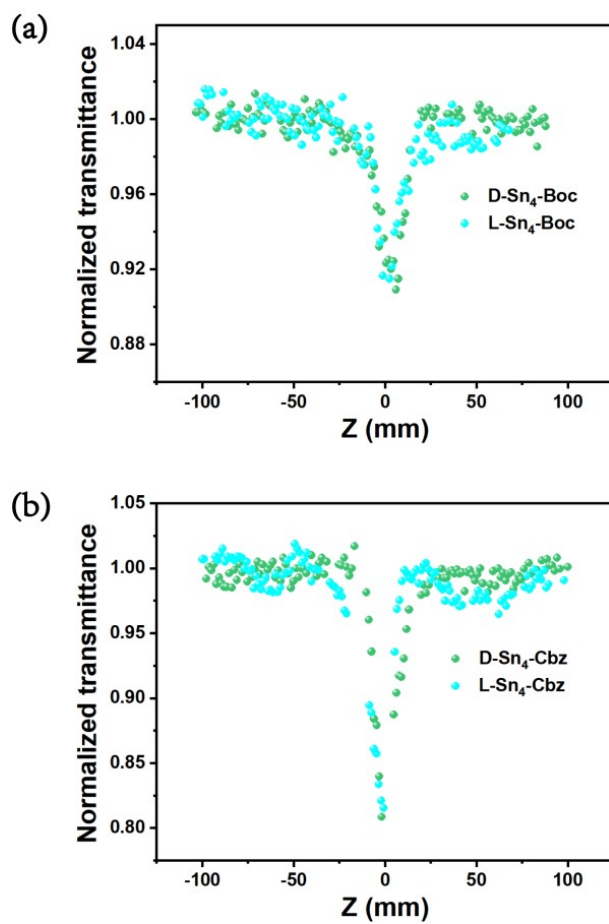 (a)
1.04
1.00
0.96
0.92
0.88
Normalized transmittance
D-Sn₄-Boc
L-Sn₄-Boc
-100 -50 0 50 100
Z (mm)
(b)
1.05
1.00
0.95
0.90
0.85
0.80
Normalized transmittance
D-Sn₄-Cbz
L-Sn₄-Cbz
-100 -50 0 50 100
Z (mm)